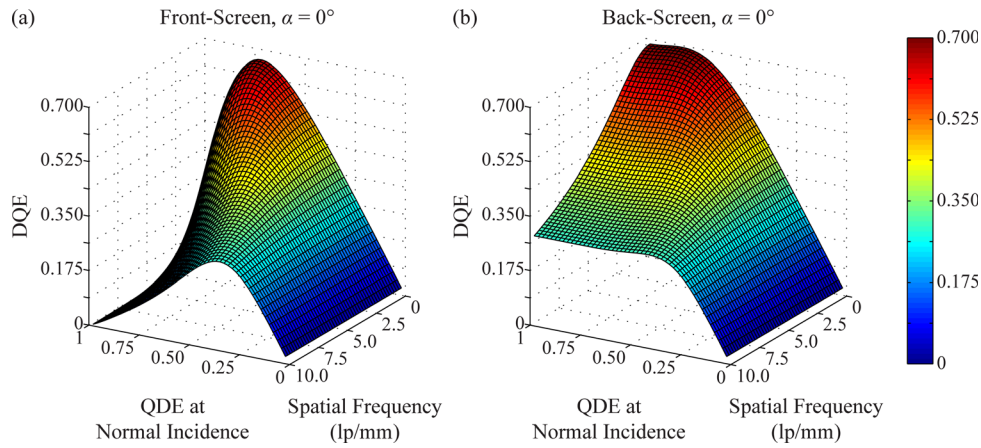 (a) Front-Screen, α = 0°
0.700
0.525
0.350
0.175
0
DQE
1
0.75
0.50
0.25
0
QDE at
Normal Incidence
10.0
7.5
5.0
2.5
0
Spatial Frequency
(lp/mm)
(b) Back-Screen, α = 0°
0.700
0.525
0.350
0.175
0
DQE
1
0.75
0.50
0.25
0
QDE at
Normal Incidence
10.0
7.5
5.0
2.5
0
Spatial Frequency
(lp/mm)
0.700
0.525
0.350
0.175
0